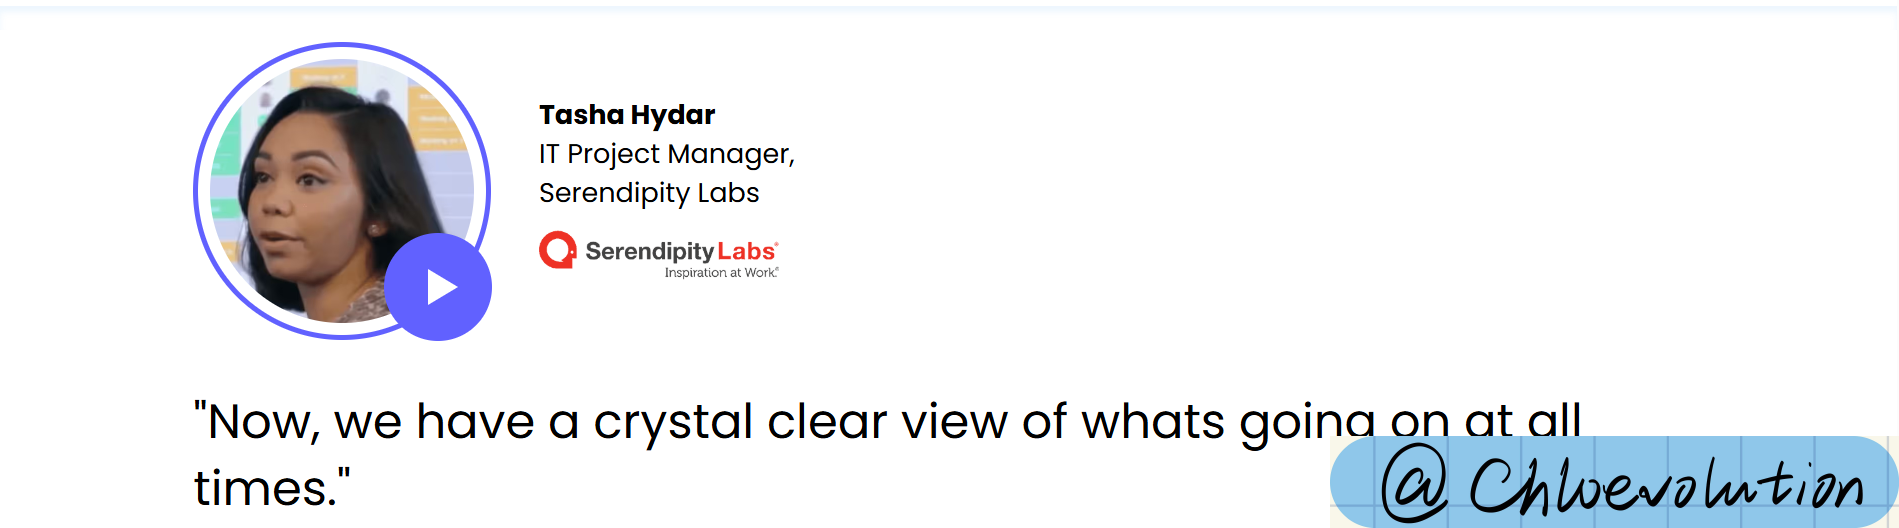 Tasha Hydar
IT Project Manager,
Serendipity Labs
Serendipity Labs®
Inspiration at Work®
"Now, we have a crystal clear view of whats going on at all
times."
@Chloevolution